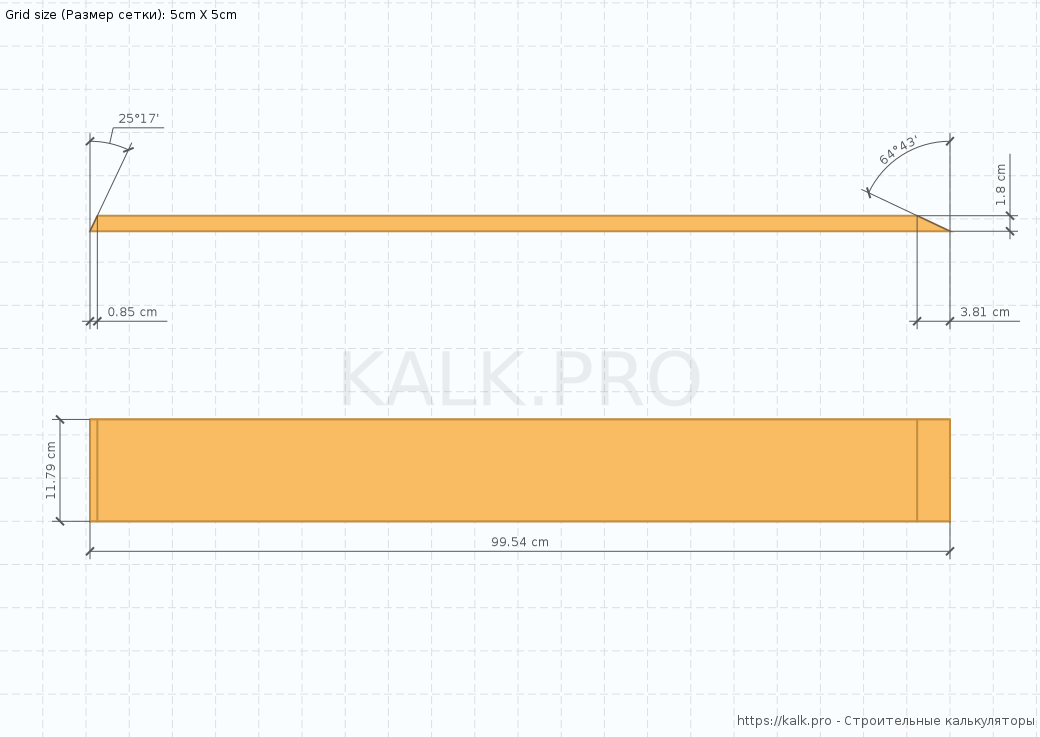 Grid size (Размер сетки): 5cm X 5cm
25°17'
64°43'
1.8 cm
0.85 cm
3.81 cm
KALK.PRO
11.79 cm
99.54 cm
https://kalk.pro - Строительные калькуляторы